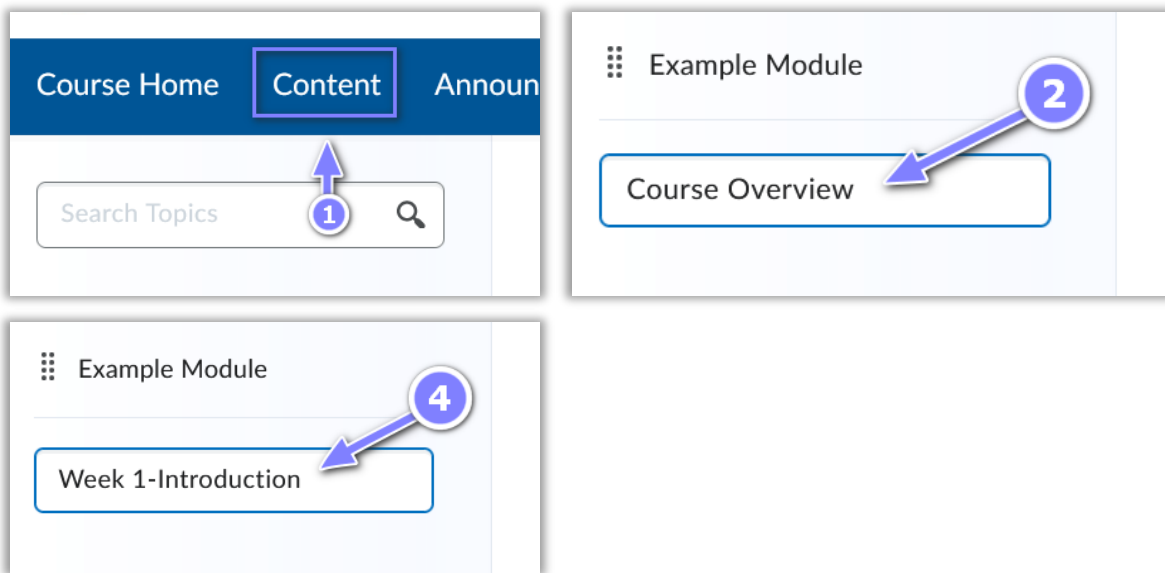 Course Home Content Announ
Search Topics
1
Example Module
2
Course Overview
Example Module
4
Week 1-Introduction